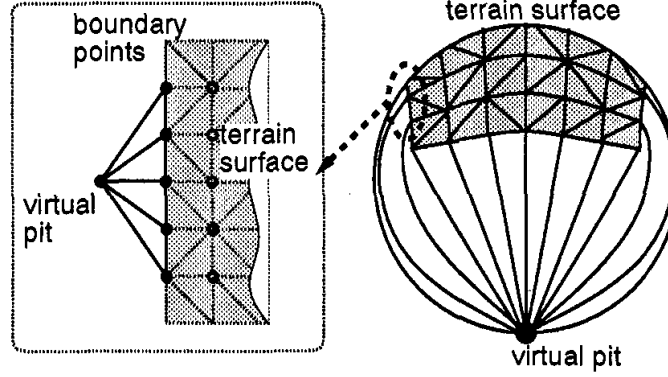 boundary
points
terrain
surface
virtual
pit
terrain surface
virtual pit